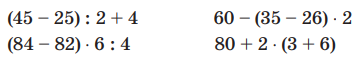 (45 – 25) : 2 + 4
(84 – 82) · 6 : 4
60 – (35 – 26) · 2
80 + 2 · (3 + 6)